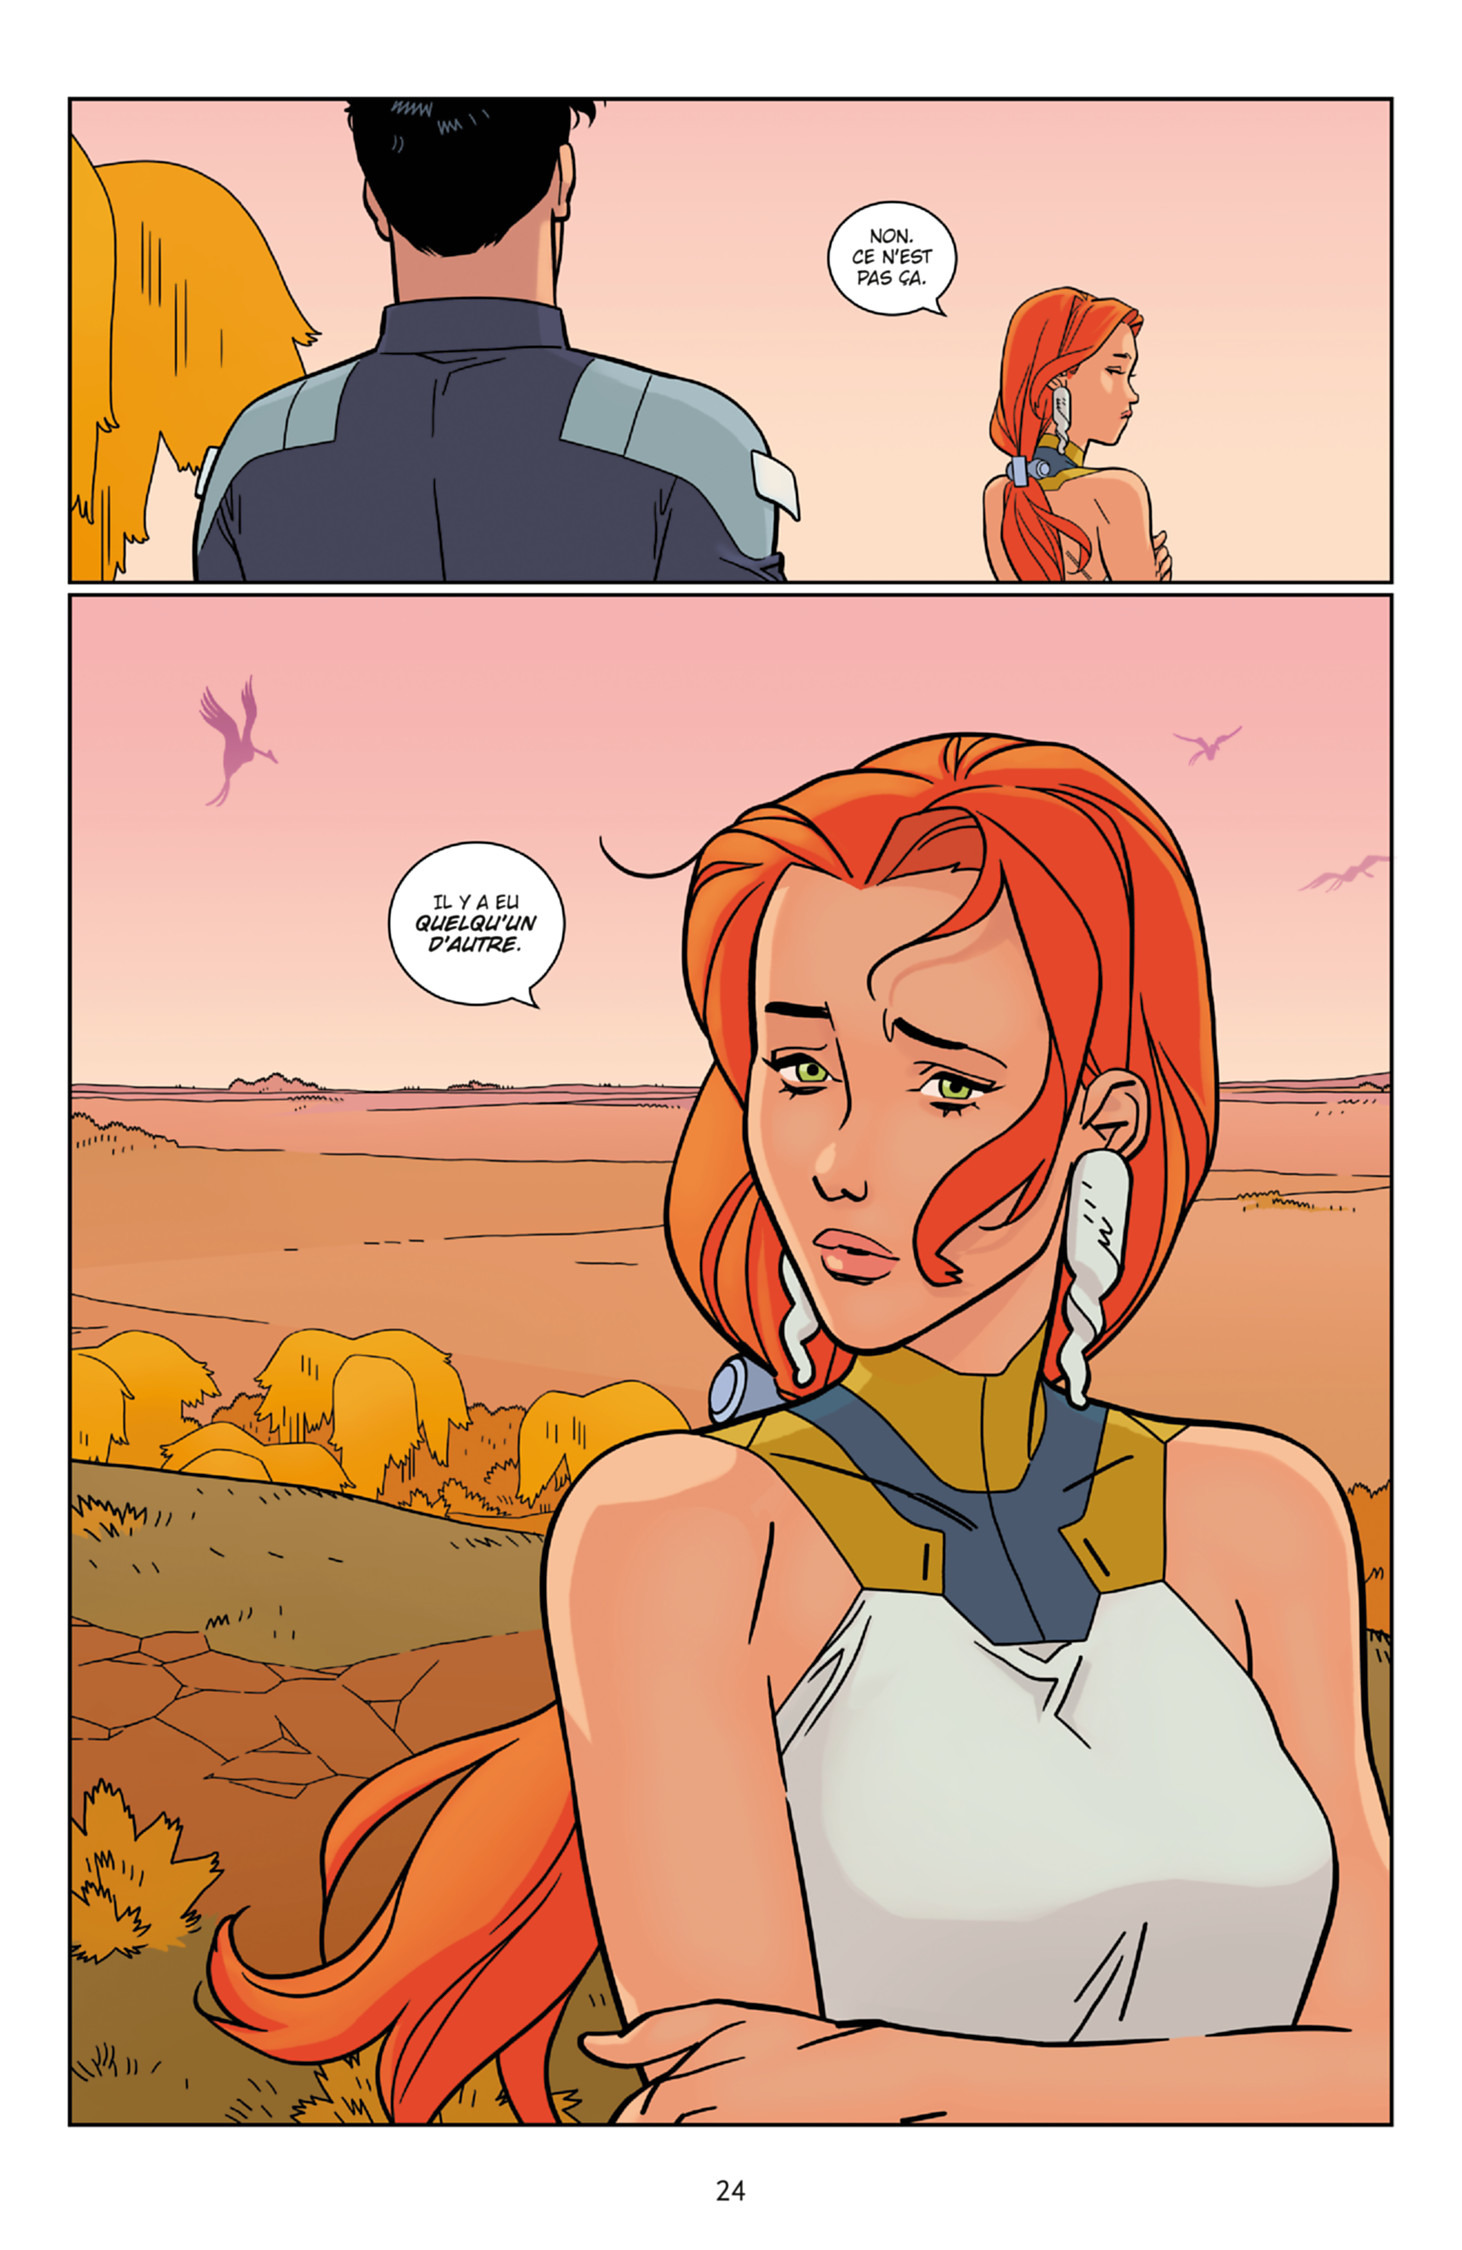 NON.
CE N'EST
PAS ÇA.
IL Y A EU
QUELQU'UN
D'AUTRE.
24